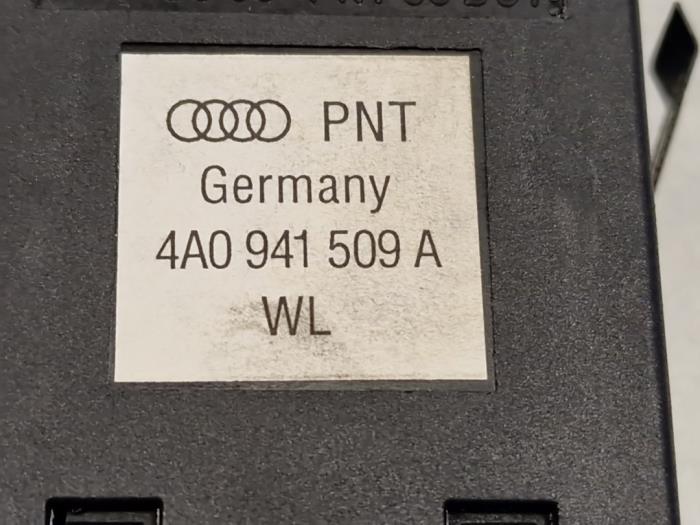 PNT
Germany
4A0 941 509 A
WL